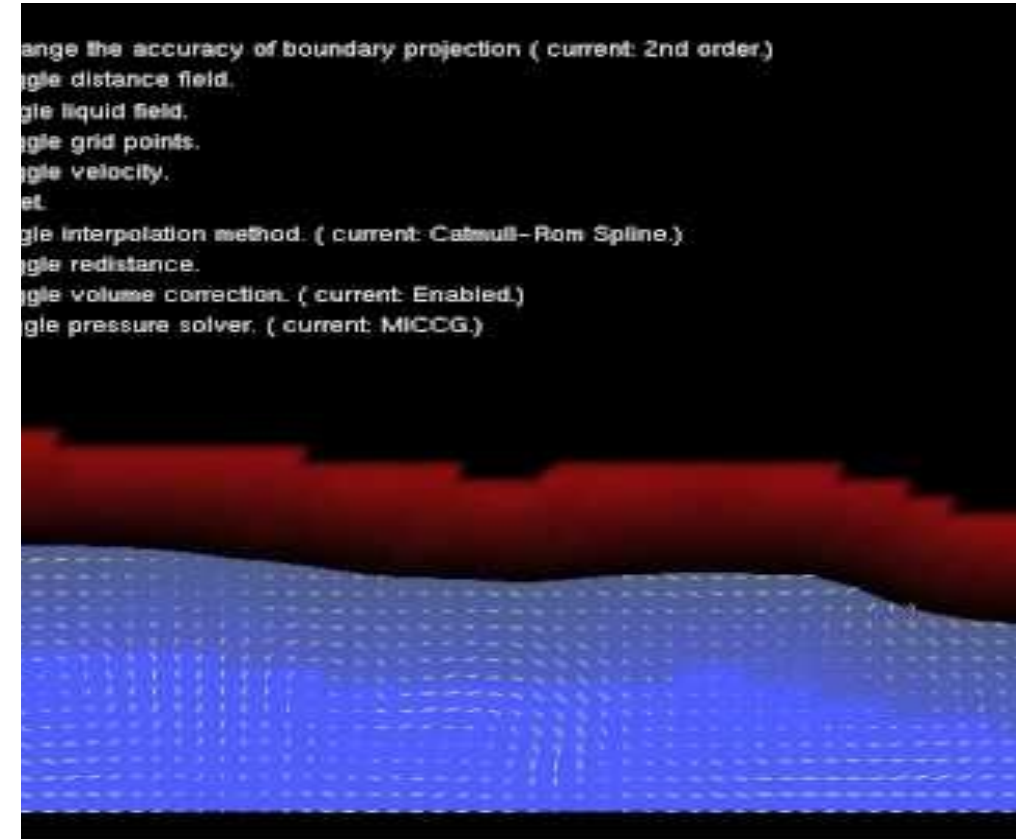 ange the accuracy of boundary projection ( current: 2nd order.)
ggle distance field.
gle liquid field.
ggle grid points.
ggle velocity.
et.
gle interpolation method. ( current: Catmull-Rom Spline.)
ggle redistance.
ggle volume correction. ( current: Enabled.)
gle pressure solver. ( current: MICCG.)